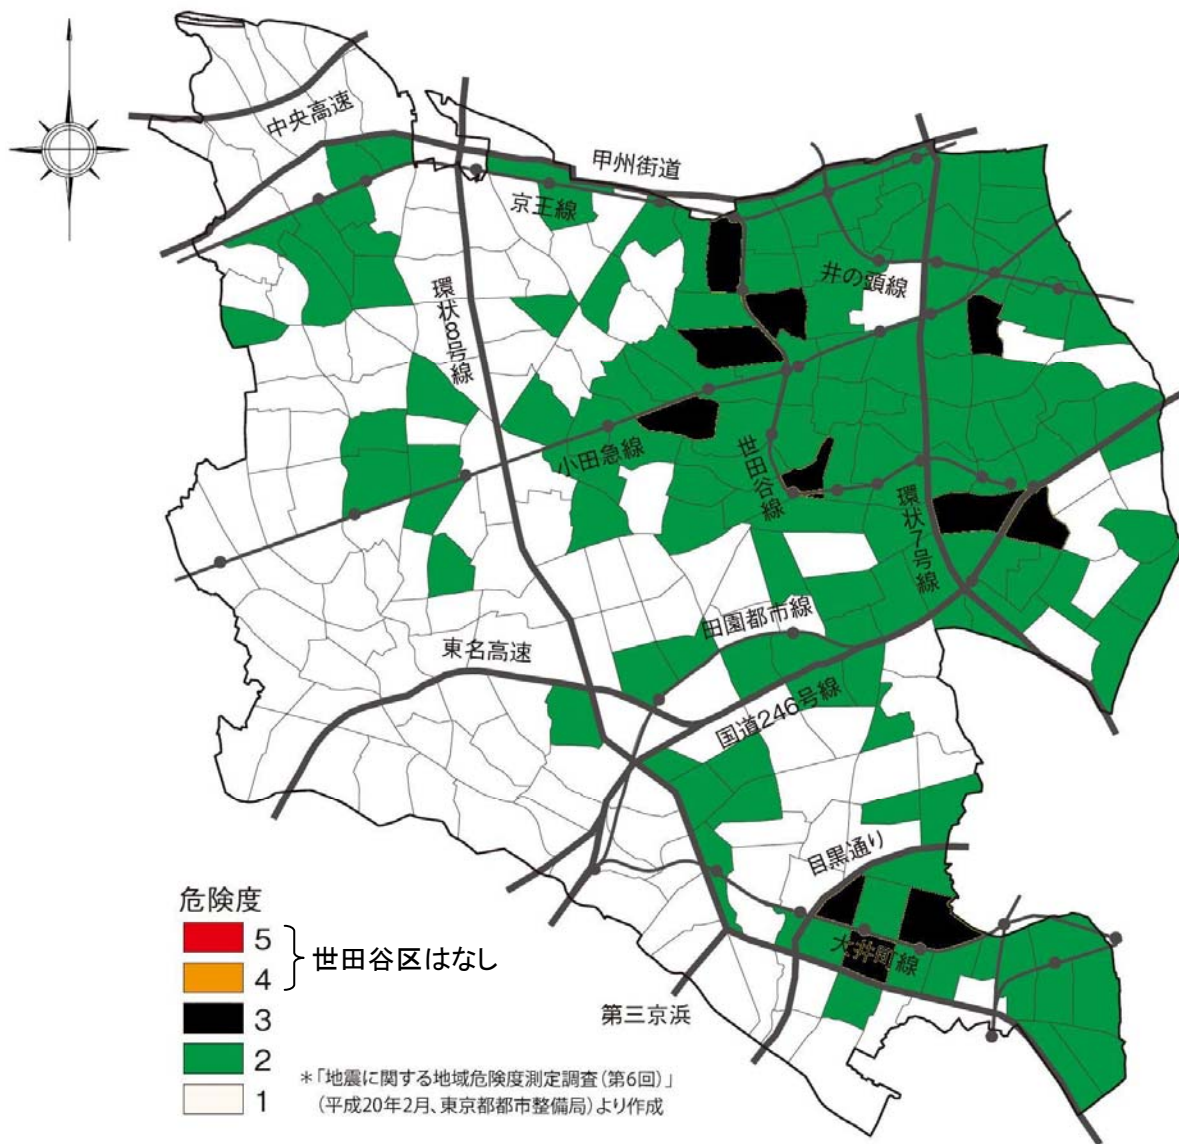 中央高速
甲州街道
京王線
井の頭線
環状8号線
小田急線
世田谷線
環状7号線
田園都市線
東名高速
国道246号線
目黒通り
大井町線
第三京浜
危険度
5
4
世田谷区はなし
3
2
1
＊「地震に関する地域危険度測定調査（第6回）」
（平成20年2月、東京都都市整備局）より作成